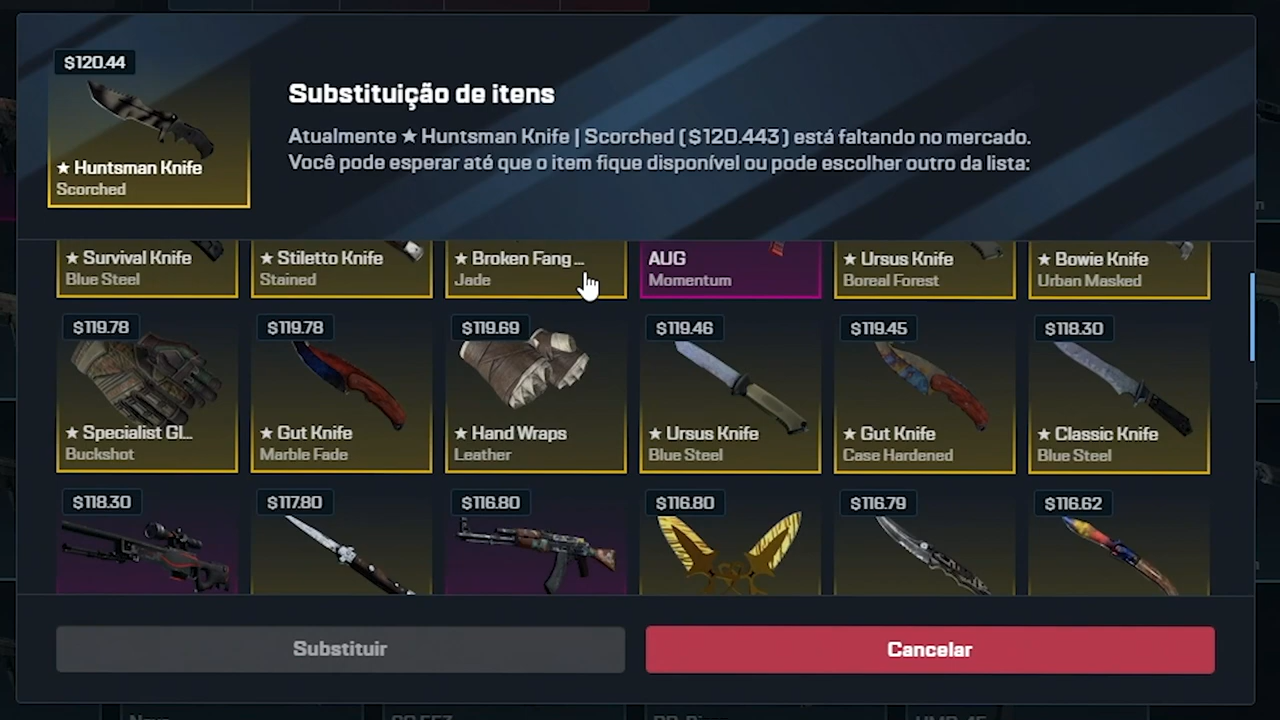 $120.44
★ Huntsman Knife
Scorched
Substituição de itens
Atualmente ★ Huntsman Knife | Scorched ($120.443) está faltando no mercado.
Você pode esperar até que o item fique disponível ou pode escolher outro da lista:
★ Survival Knife
Blue Steel
★ Stiletto Knife
Stained
★ Broken Fang ...
Jade
AUG
Momentum
★ Ursus Knife
Boreal Forest
★ Bowie Knife
Urban Masked
$119.78
★ Specialist Gl...
Buckshot
$119.78
★ Gut Knife
Marble Fade
$119.69
★ Hand Wraps
Leather
$119.46
★ Ursus Knife
Blue Steel
$119.45
★ Gut Knife
Case Hardened
$118.30
★ Classic Knife
Blue Steel
$118.30
$117.80
$116.80
$116.80
$116.79
$116.62
Substituir
Cancelar